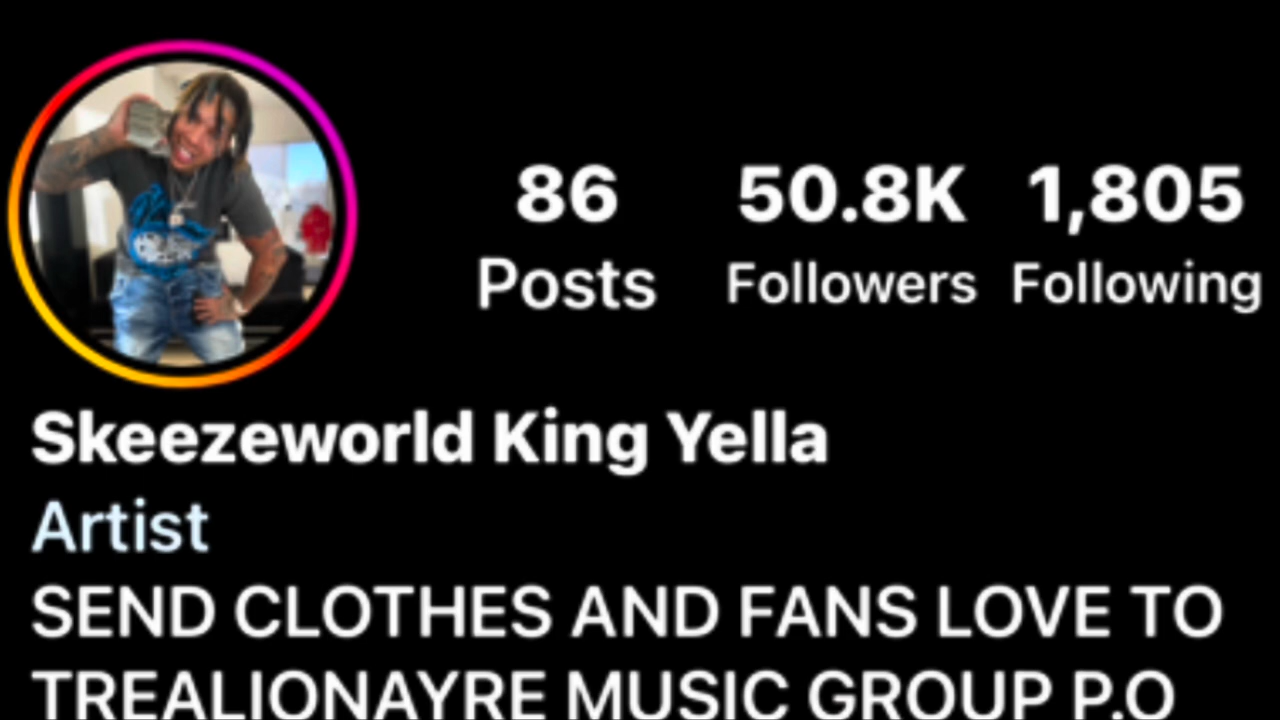 86 50.8K 1,805
Posts Followers Following
Skeezeworld King Yella
Artist
SEND CLOTHES AND FANS LOVE TO
TREALIONAYRE MUSIC GROUP P.O